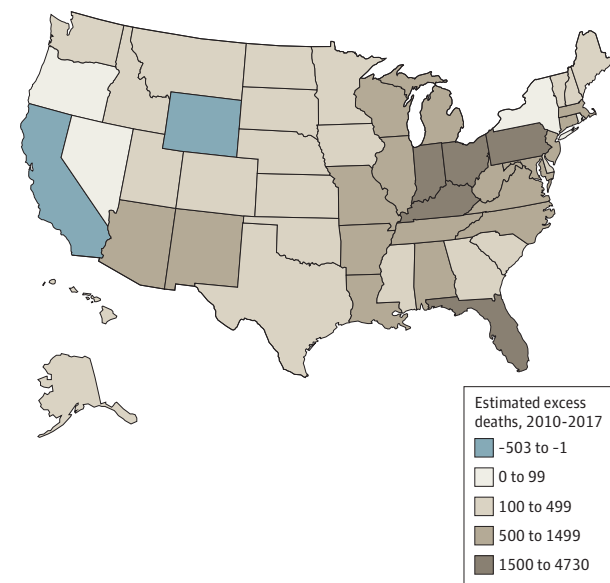 Estimated excess
deaths, 2010-2017
-503 to -1
0 to 99
100 to 499
500 to 1499
1500 to 4730